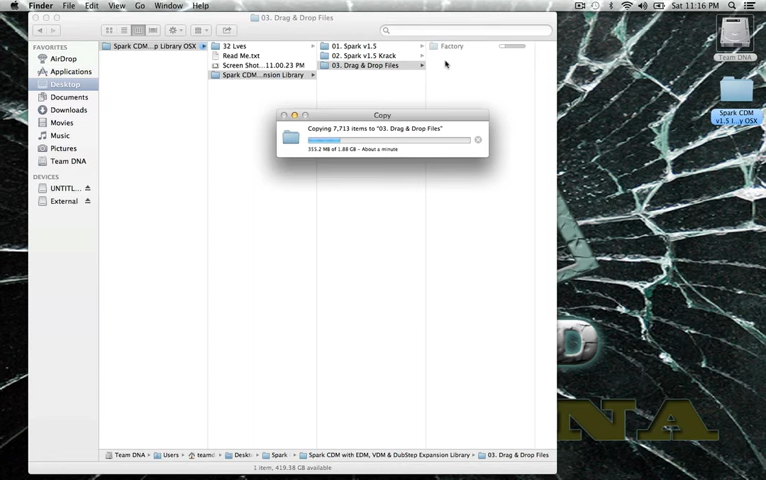 Finder File Edit View Go Window Help Sat 11:16 PM
03. Drag & Drop Files
FAVORITES
AirDrop
Applications
Desktop
Documents
Downloads
Movies
Music
Pictures
Team DNA
DEVICES
UNTITL...
External
Spark CDM...p Library OSX
32 Lves
Read Me.txt
Screen Shot...11.00.23 PM
Spark CDM...nsion Library
01. Spark v1.5
02. Spark v1.5 Krack
03. Drag & Drop Files
Factory
Copy
Copying 7,713 items to "03. Drag & Drop Files"
355.2 MB of 1.88 GB - About a minute
Team DNA
Spark CDM
v1.5 I...y OSX
D
NA
Team DNA Users teamd Deskt Spark Spark CDM with EDM, VDM & DubStep Expansion Library 03. Drag & Drop Files
1 item, 419.38 GB available